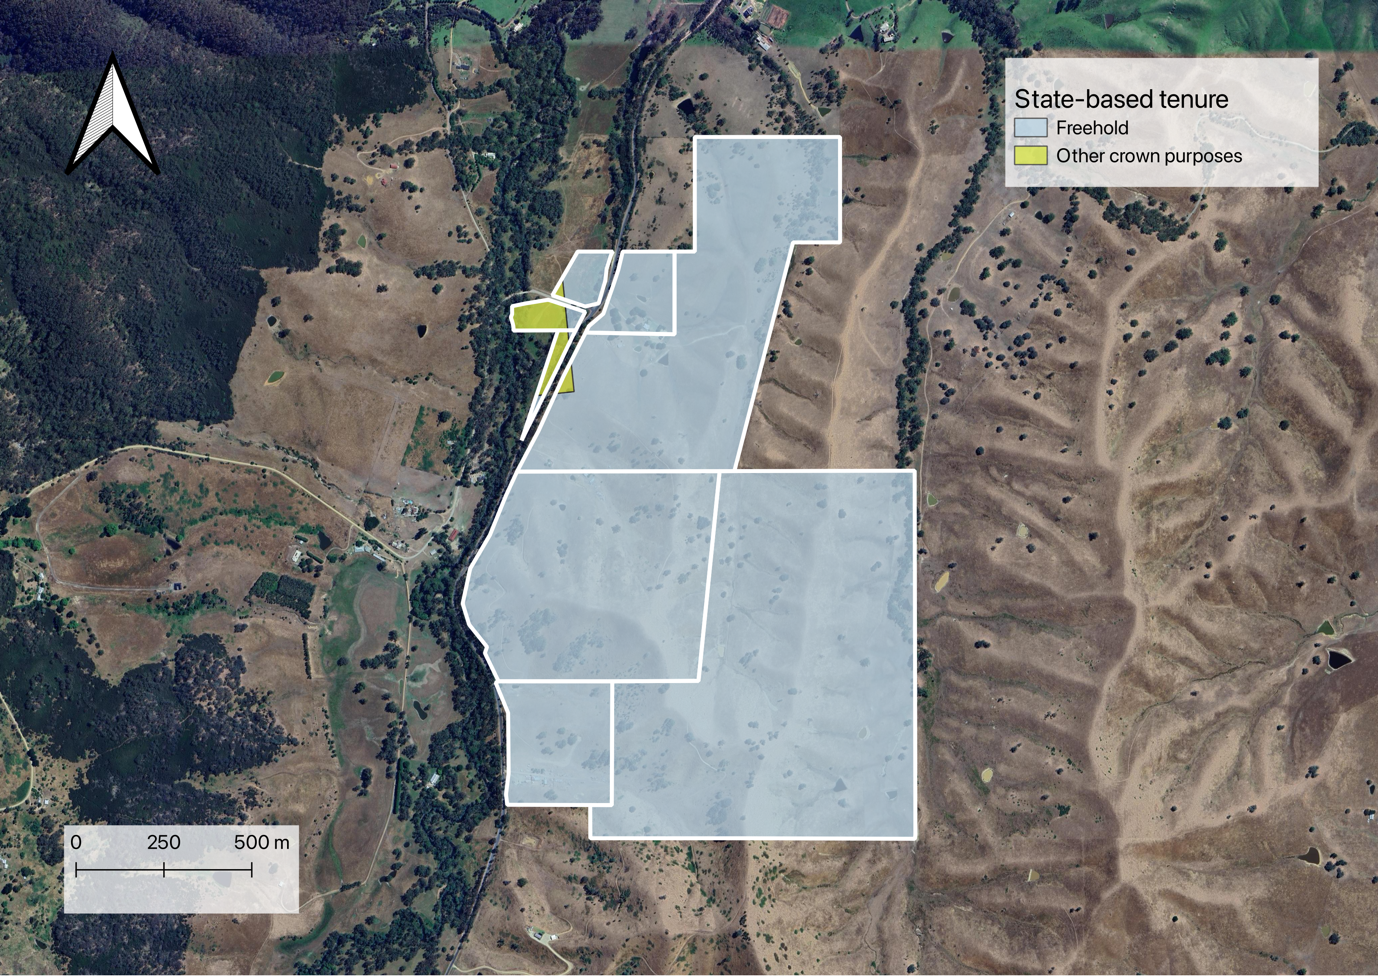 State-based tenure
Freehold
Other crown purposes
0 250 500 m